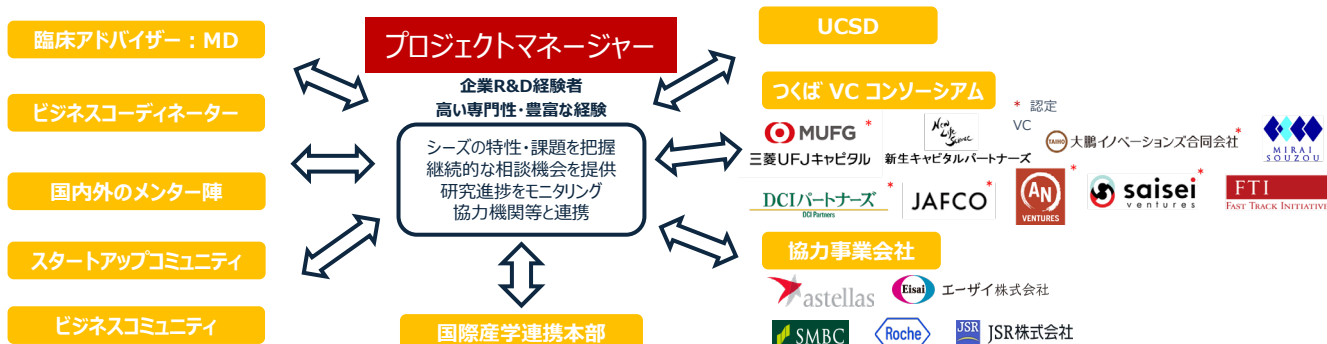 臨床アドバイザー：MD
ビジネスコーディネーター
国内外のメンター陣
スタートアップコミュニティ
ビジネスコミュニティ
プロジェクトマネージャー
企業R&D経験者
高い専門性・豊富な経験
シーズの特性・課題を把握
継続的な相談機会を提供
研究進捗をモニタリング
協力機関等と連携
国際産学連携本部
UCSD
つくば VC コンソーシアム
* 認定
VC
MUFG *
三菱UFJキャピタル
New Life Science
新生キャピタルパートナーズ
TAIHO 大鵬イノベーションズ合同会社 *
MIRAI
SOUZOU
DCIパートナーズ *
DCI Partners
JAFCO *
AN *
VENTURES
saisei *
ventures
FTI
FAST TRACK INITIATIVE
協力事業会社
astellas
Eisai エーザイ株式会社
SMBC
Roche
JSR JSR株式会社